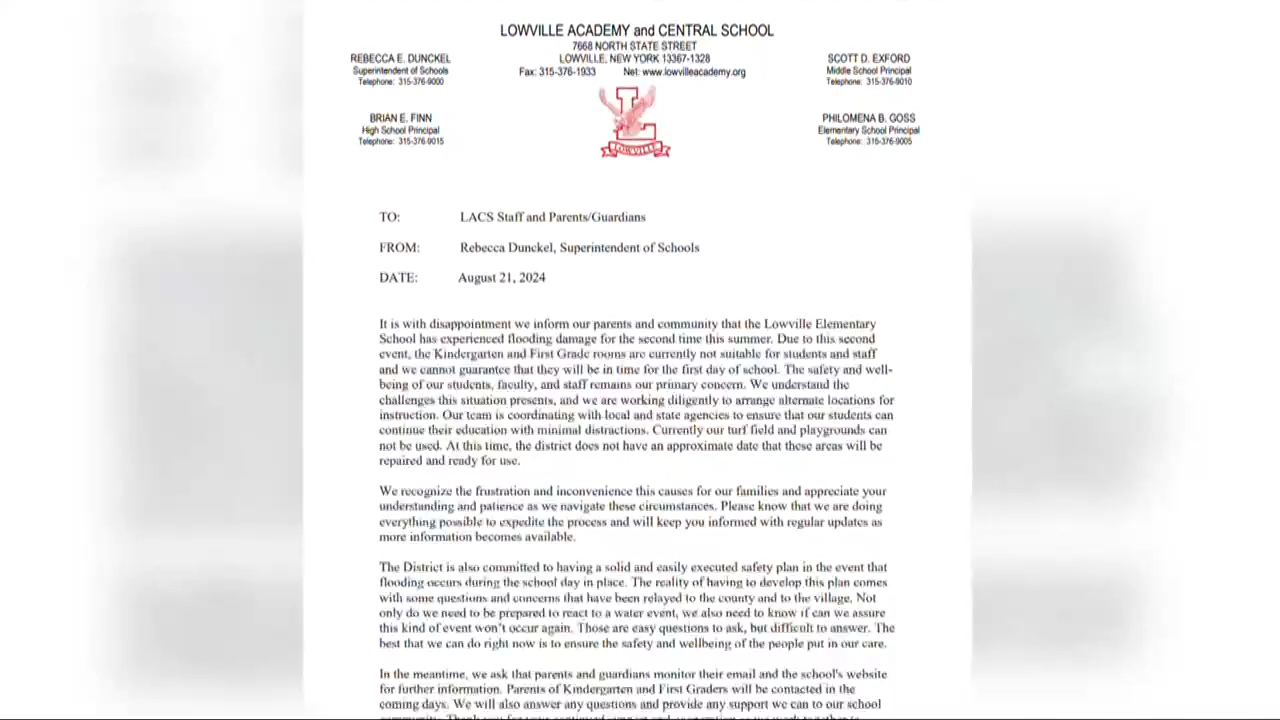 LOWVILLE ACADEMY and CENTRAL SCHOOL
7668 NORTH STATE STREET
LOWVILLE, NEW YORK 13367-1328
Fax: 315-376-1933 Net: www.lowvilleacademy.org
REBECCA E. DUNCKEL
Superintendent of Schools
Telephone: 315-376-9000
SCOTT D. EXFORD
Middle School Principal
Telephone: 315-376-9010
BRIAN E. FINN
High School Principal
Telephone: 315-376-9015
PHILOMENA B. GOSS
Elementary School Principal
Telephone: 315-376-9005
L
LOWVILLE
TO: LACS Staff and Parents/Guardians
FROM: Rebecca Dunckel, Superintendent of Schools
DATE: August 21, 2024
It is with disappointment we inform our parents and community that the Lowville Elementary
School has experienced flooding damage for the second time this summer. Due to this second
event, the Kindergarten and First Grade rooms are currently not suitable for students and staff
and we cannot guarantee that they will be in time for the first day of school. The safety and well-
being of our students, faculty, and staff remains our primary concern. We understand the
challenges this situation presents, and we are working diligently to arrange alternate locations for
instruction. Our team is coordinating with local and state agencies to ensure that our students can
continue their education with minimal distractions. Currently our turf field and playgrounds can
not be used. At this time, the district does not have an approximate date that these areas will be
repaired and ready for use.
We recognize the frustration and inconvenience this causes for our families and appreciate your
understanding and patience as we navigate these circumstances. Please know that we are doing
everything possible to expedite the process and will keep you informed with regular updates as
more information becomes available.
The District is also committed to having a solid and easily executed safety plan in the event that
flooding occurs during the school day in place. The reality of having to develop this plan comes
with some questions and concerns that have been relayed to the county and to the village. Not
only do we need to be prepared to react to a water event, we also need to know if can we assure
this kind of event won't occur again. Those are easy questions to ask, but difficult to answer. The
best that we can do right now is to ensure the safety and wellbeing of the people put in our care.
In the meantime, we ask that parents and guardians monitor their email and the school's website
for further information. Parents of Kindergarten and First Graders will be contacted in the
coming days. We will also answer any questions and provide any support we can to our school